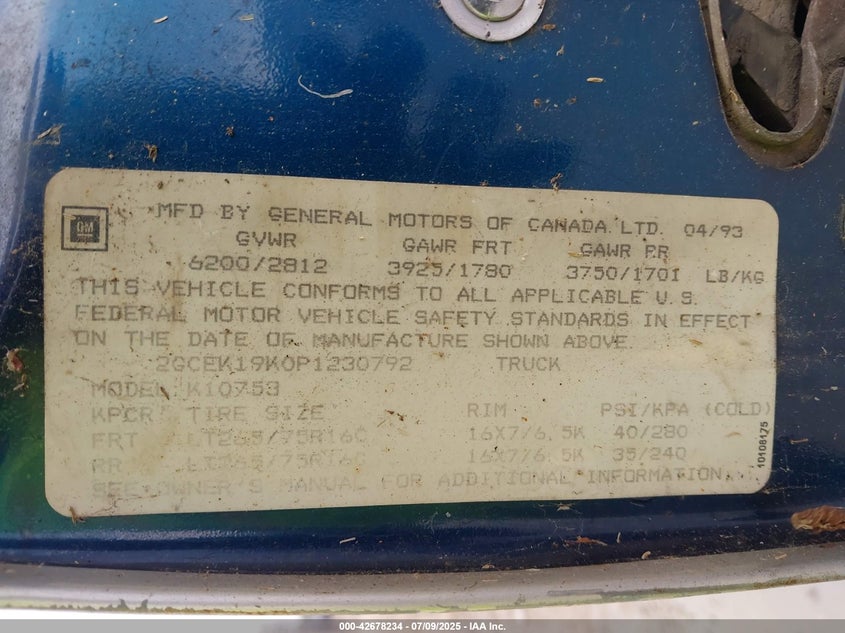 GM
MFD BY GENERAL MOTORS OF CANADA LTD. 04/93
GVWR GAWR FRT GAWR RR
6200/2812 3925/1780 3750/1701 LB/KG
THIS VEHICLE CONFORMS TO ALL APPLICABLE U.S.
FEDERAL MOTOR VEHICLE SAFETY STANDARDS IN EFFECT
ON THE DATE OF MANUFACTURE SHOWN ABOVE.
2GCEK19K0P1230792 TRUCK
MODEL K10753
KPCR TIRE SIZE RIM PSI/KPA (COLD)
FRT LT265/75R16C 16X7/6.5K 40/280
RR LT265/75R16C 16X7/6.5K 35/240
SEE OWNER'S MANUAL FOR ADDITIONAL INFORMATION.
10108175
000-42678234 - 07/09/2025 - IAA Inc.